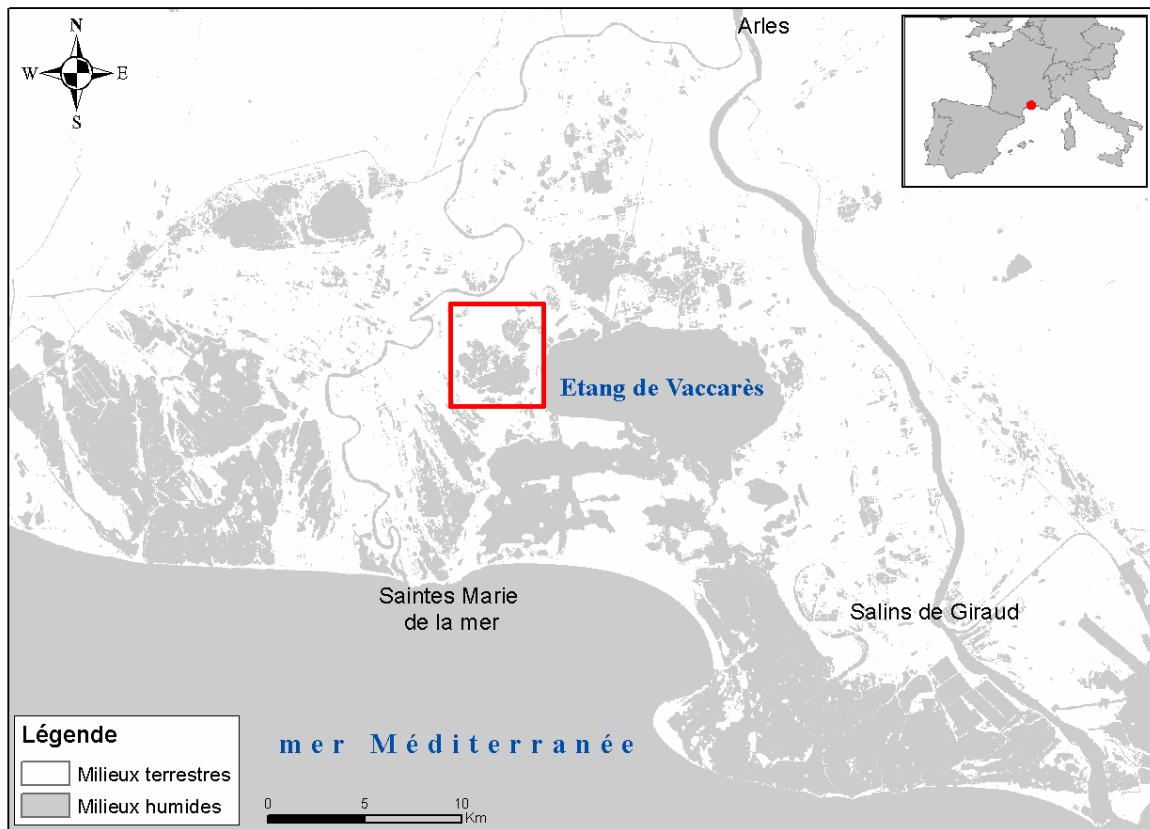 N
W E
S
Arles
Etang de Vaccarès
Saintes Marie
de la mer
Salins de Giraud
mer Méditerranée
Légende
Milieux terrestres
Milieux humides
0 5 10
Km